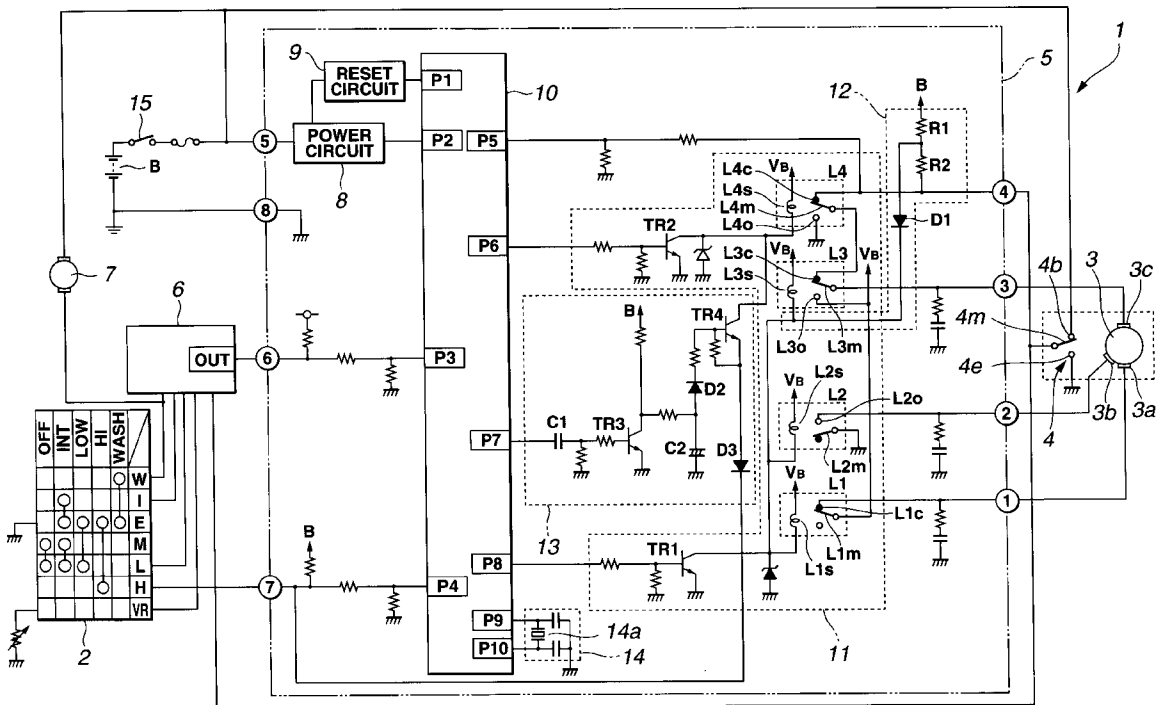 1
5
9
RESET CIRCUIT
P1
10
12
B
R1
R2
15
B
5
POWER CIRCUIT
8
P2
P5
VB
L4c
L4
L4s
L4m
L4o
4
D1
8
P6
TR2
VB
L3
VB
L3c
L3s
L3o
L3m
3
3
3c
4b
4m
4e
4
3b
3a
7
6
OUT
6
P3
B
TR4
D2
TR3
C1
C2
D3
P7
13
VB
L2s
L2
L2o
L2m
2
VB
L1
L1c
L1m
L1s
1
OFF
INT
LOW
HI
WASH
W
I
E
M
L
H
VR
2
B
7
P4
P8
TR1
P9
P10
14a
14
11